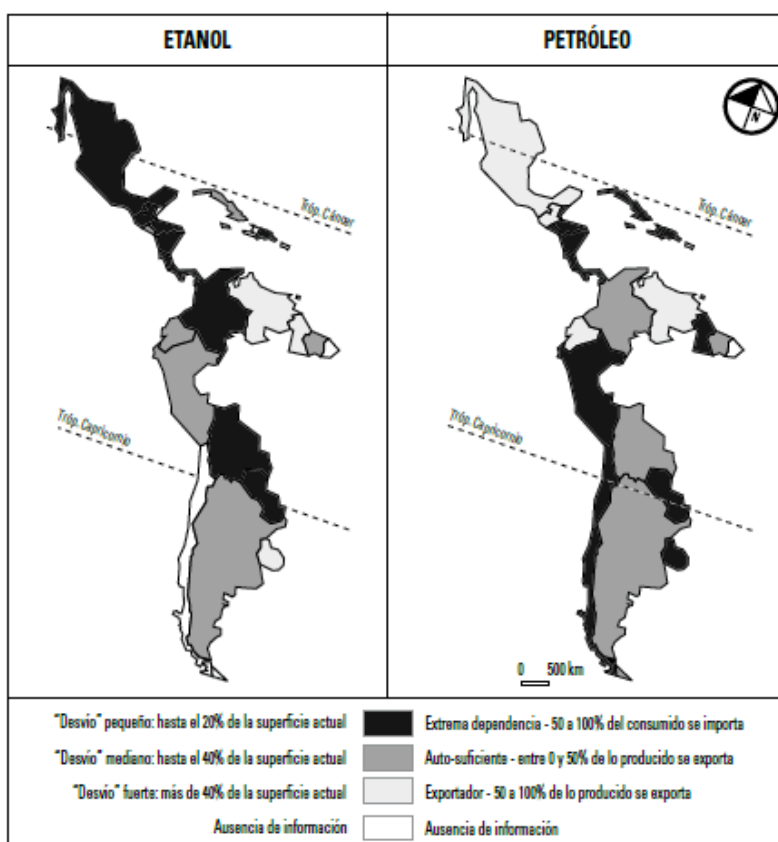 ETANOL
PETRÓLEO
N
Tróp. Cáncer
Tróp. Cáncer
Tróp. Capricornio
Tróp. Capricornio
0 500 km
"Desvío" pequeño: hasta el 20% de la superficie actual
Extrema dependencia - 50 a 100% del consumido se importa
"Desvío" mediano: hasta el 40% de la superficie actual
Auto-suficiente - entre 0 y 50% de lo producido se exporta
"Desvío" fuerte: más de 40% de la superficie actual
Exportador - 50 a 100% de lo producido se exporta
Ausencia de información
Ausencia de información